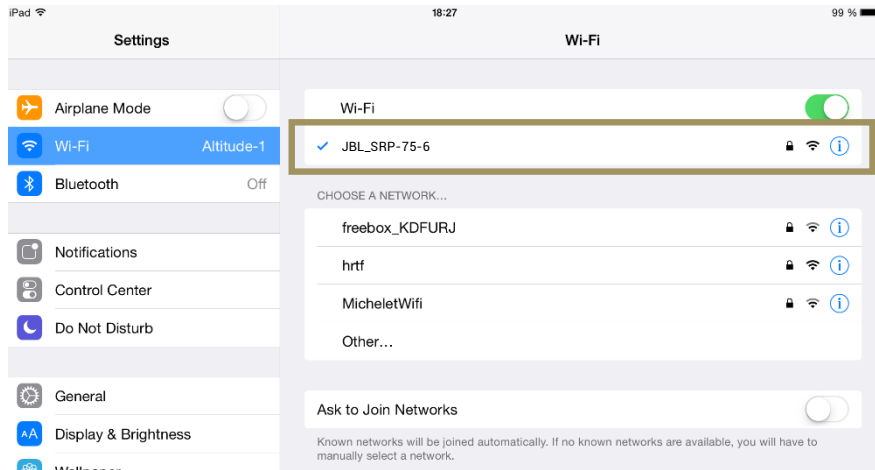 iPad 18:27 99 %
Settings
Wi-Fi
Airplane Mode
Wi-Fi Altitude-1
Bluetooth Off
Notifications
Control Center
Do Not Disturb
General
AA Display & Brightness
Wallpaper
Wi-Fi
JBL_SRP-75-6
CHOOSE A NETWORK...
freebox_KDFURJ
hrtf
MicheletWifi
Other...
Ask to Join Networks
Known networks will be joined automatically. If no known networks are available, you will have to
manually select a network.